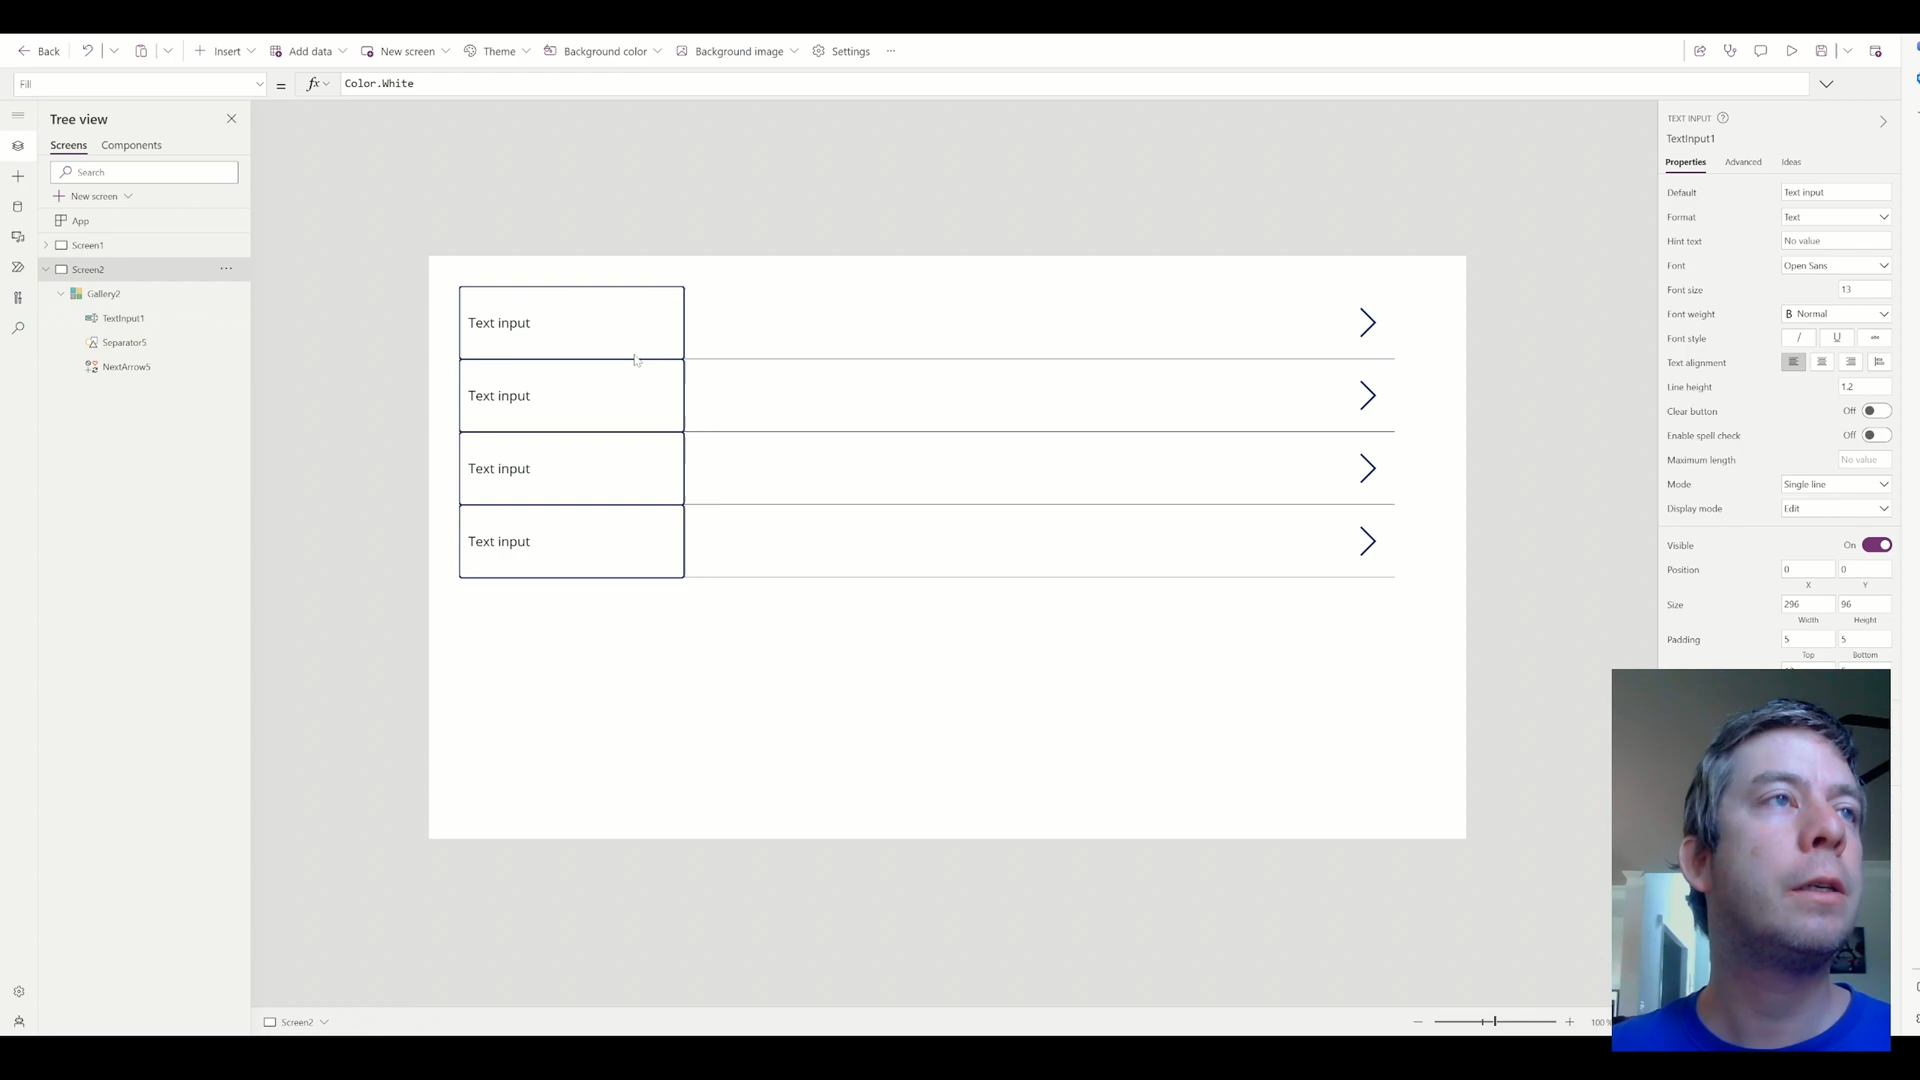 Back
Insert
Add data
New screen
Theme
Background color
Background image
Settings
Fill
=
fx
Color.White
Tree view
Screens
Components
Search
New screen
App
Screen1
Screen2
Gallery2
TextInput1
Separator5
NextArrow5
Text input
Text input
Text input
Text input
TEXT INPUT
TextInput1
Properties
Advanced
Ideas
Default
Text input
Format
Text
Hint text
No value
Font
Open Sans
Font size
13
Font weight
B Normal
Font style
/
U
abc
Text alignment
Line height
1.2
Clear button
Off
Enable spell check
Off
Maximum length
No value
Mode
Single line
Display mode
Edit
Visible
On
Position
0
0
X
Y
Size
296
96
Width
Height
Padding
5
5
Top
Bottom
Screen2
100 %